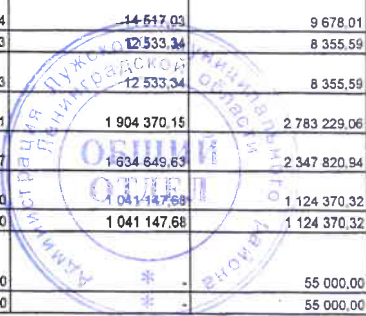 4 14 517,03 9 678,01
3 12 533,34 8 355,59
3 12 533,34 8 355,59
1 1 904 370,15 2 783 229,06
7 1 634 649,63 2 347 820,94
0 1 041 147,68 1 124 370,32
0 1 041 147,68 1 124 370,32
0 - 55 000,00
0 - 55 000,00
Администрация Лужского муниципального района
Ленинградской области
ОБЩИЙ
ОТДЕЛ
* *